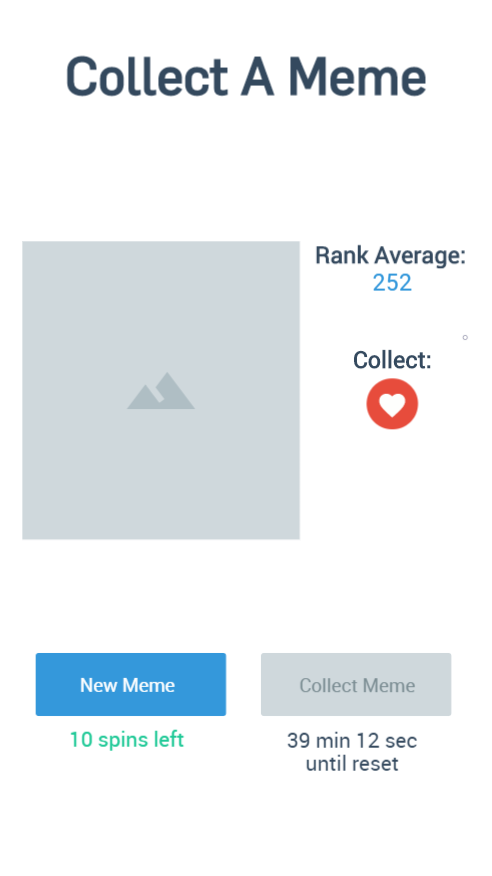 Collect A Meme
Rank Average:
252
Collect:
New Meme
Collect Meme
10 spins left
39 min 12 sec
until reset